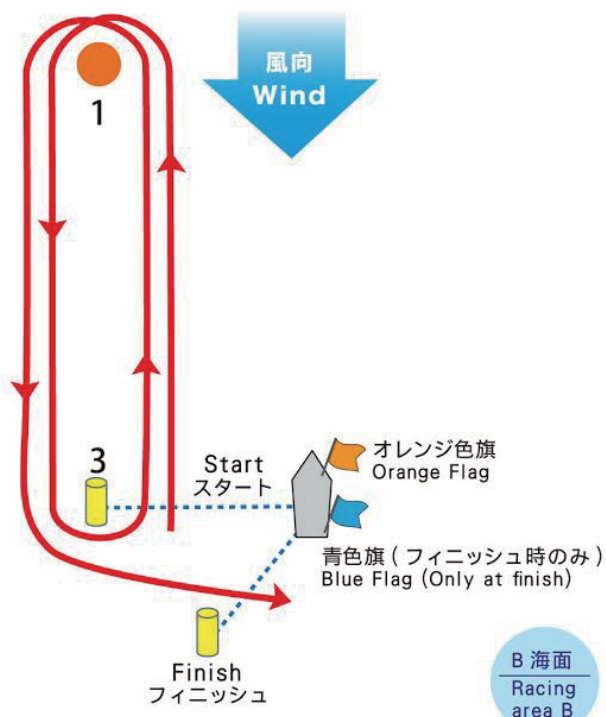 風向
Wind
1
3
Start
スタート
オレンジ色旗
Orange Flag
青色旗 ( フィニッシュ時のみ )
Blue Flag (Only at finish)
Finish
フィニッシュ
B 海面
Racing
area B